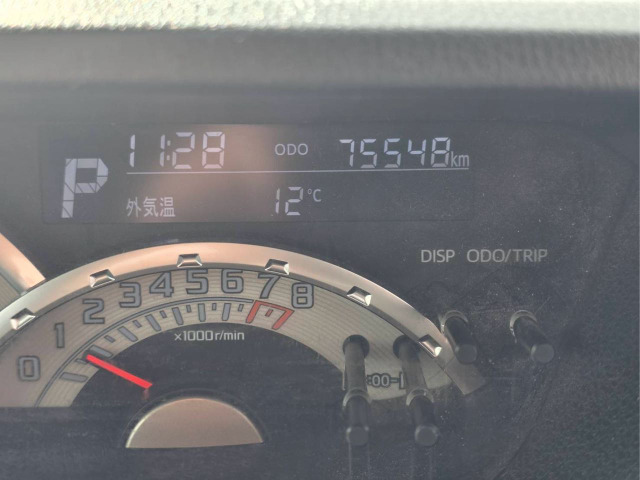 11:28 ODO 75548km
P
外気温 12℃
DISP ODO/TRIP
0 1 2 3 4 5 6 7 8
x1000r/min